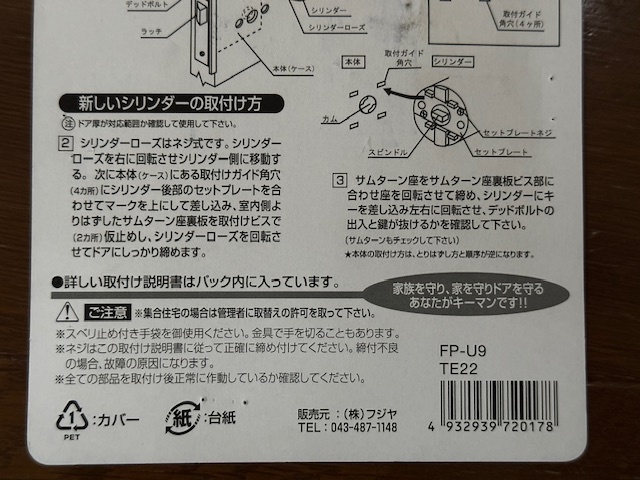 デッドボルト
ラッチ
シリンダー
シリンダーローズ
本体(ケース)
取付ガイド
角穴(4ヶ所)
本体
取付ガイド
角穴
シリンダー
カム
スピンドル
セットプレートネジ
セットプレート
新しいシリンダーの取付け方
注 ドア厚が対応範囲か確認して使用して下さい。
2 シリンダーローズはネジ式です。シリンダー
ローズを右に回転させシリンダー側に移動す
る。次に本体(ケース)にある取付けガイド角穴
(4カ所)にシリンダー後部のセットプレートを合
わせてマークを上にして差し込み、室内側よ
りはずしたサムターン座裏板を取付けビスで
(2カ所)仮止めし、シリンダーローズを回転さ
せてドアにしっかり締めます。
3 サムターン座をサムターン座裏板ビス部に
合わせ座を回転させて締め、シリンダーにキ
ーを差し込み左右に回転させ、デッドボルトの
出入と鍵が抜けるかを確認して下さい。
(サムターンもチェックして下さい)
★本体の取付け方は、とりはずし方と順序が逆になります。
●詳しい取付け説明書はパック内に入っています。
家族を守り、家を守りドアを守る
あなたがキーマンです!!
ご注意 ※集合住宅の場合は管理者に取替えの許可を取って下さい。
※スベリ止め付き手袋を御使用ください。金具で手を切ることもあります。
※ネジはこの取付け説明書に従って正確に締め付けてください。締付不良
の場合、故障の原因になります。
※全ての部品を取付け後正常に作動しているか確認してください。
FP-U9
TE22
1
PET
:カバー
紙
:台紙
販売元:(株)フジヤ
TEL: 043-487-1148
4 932939 720178